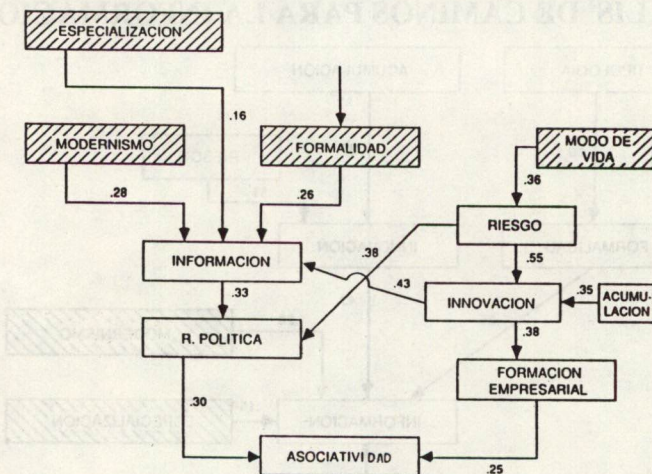 ESPECIALIZACION
.16
MODERNISMO
FORMALIDAD
MODO DE
VIDA
.28
.26
.36
RIESGO
.38
.55
INFORMACION
.43
INNOVACION
.35
ACUMU-
LACION
.33
.38
R. POLITICA
FORMACION
EMPRESARIAL
.30
ASOCIATIVIDAD
.25